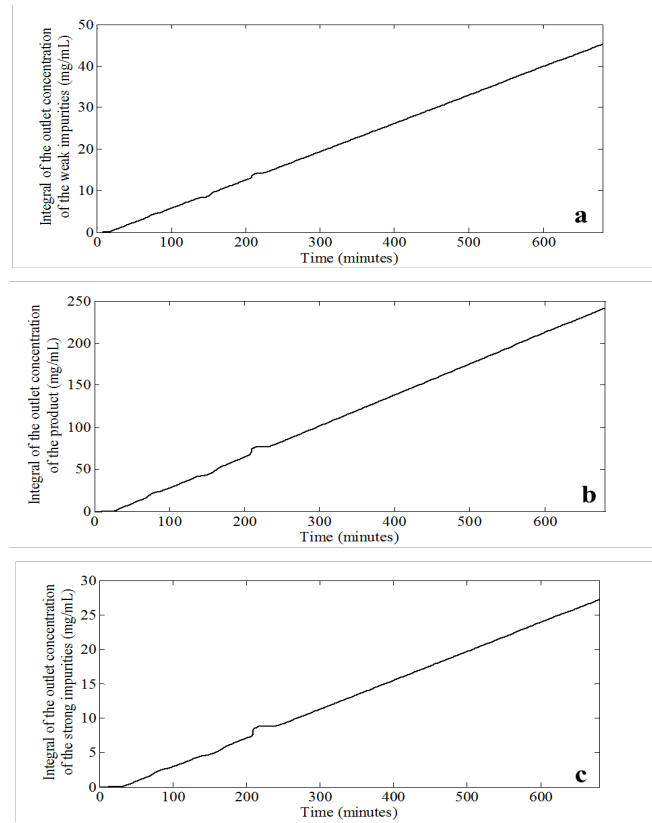 Integral of the outlet concentration
of the weak impurities (mg/mL)
50
40
30
20
10
0
0 100 200 300 400 500 600
Time (minutes)
a
Integral of the outlet concentration
of the product (mg/mL)
250
200
150
100
50
0
0 100 200 300 400 500 600
Time (minutes)
b
Integral of the outlet concentration
of the strong impurities (mg/mL)
30
25
20
15
10
5
0
0 100 200 300 400 500 600
Time (minutes)
c